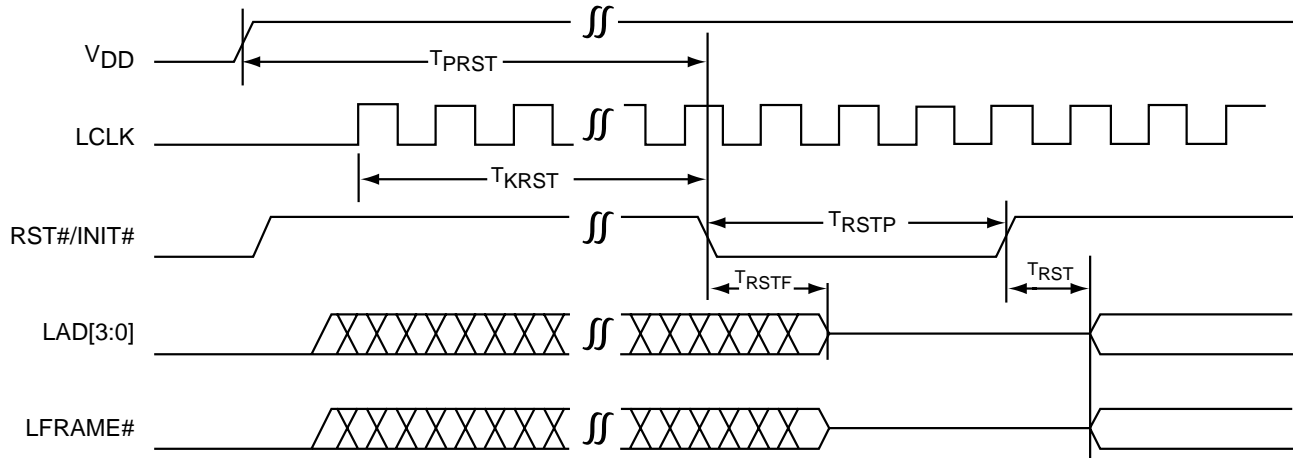 VDD
TPRST
LCLK
TKRST
RST#/INIT#
TRSTP
TRSTF
TRST
LAD[3:0]
LFRAME#